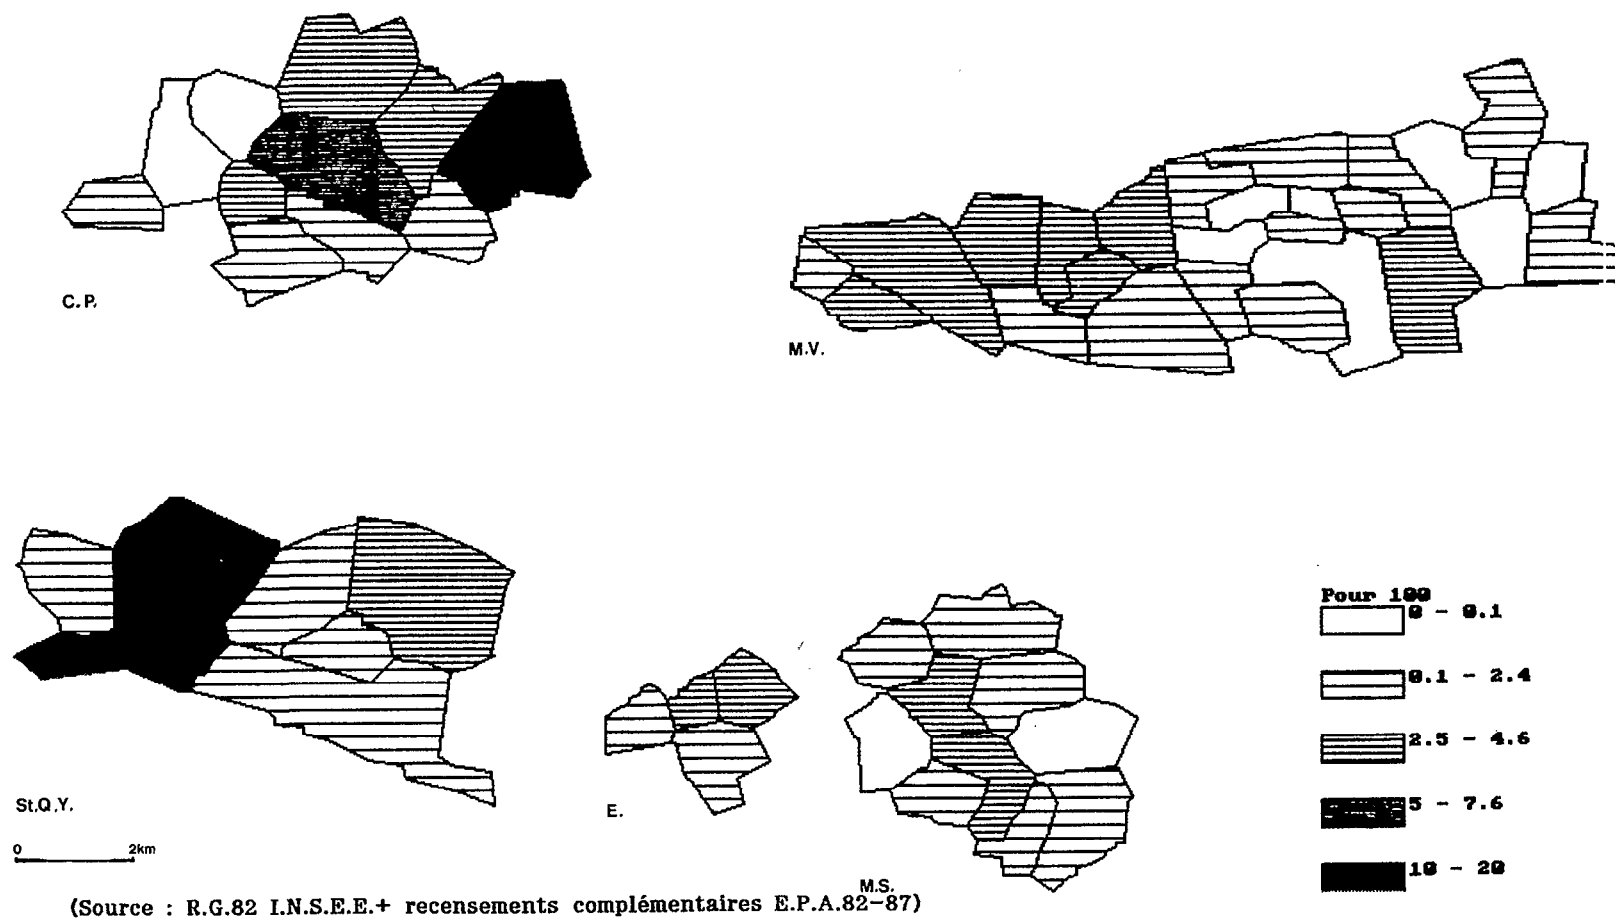 C.P.
M.V.
St.Q.Y.
E.
M.S.
0 2km
Pour 100
0 - 0.1
0.1 - 2.4
2.5 - 4.6
5 - 7.6
10 - 20
(Source : R.G.82 I.N.S.E.E.+ recensements complémentaires E.P.A.82-87)